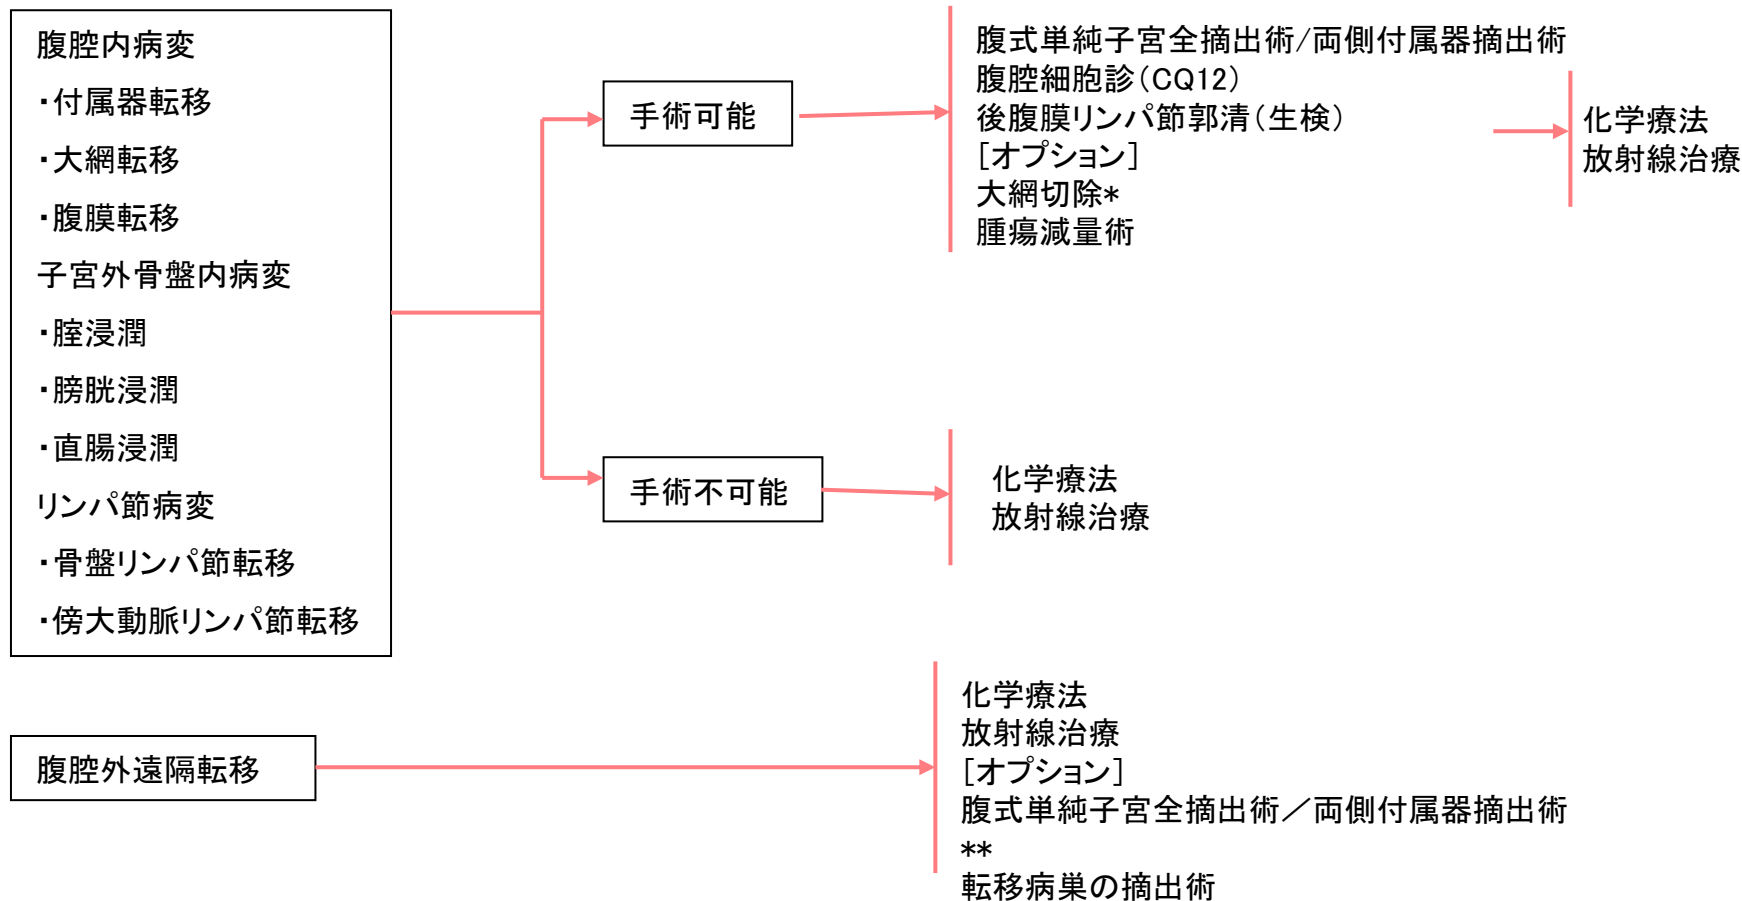 腹腔内病変
・付属器転移
・大網転移
・腹膜転移
子宮外骨盤内病変
・腟浸潤
・膀胱浸潤
・直腸浸潤
リンパ節病変
・骨盤リンパ節転移
・傍大動脈リンパ節転移
手術可能
腹式単純子宮全摘出術/両側付属器摘出術
腹腔細胞診（CQ12）
後腹膜リンパ節郭清（生検）
［オプション］
大網切除*
腫瘍減量術
化学療法
放射線治療
手術不可能
化学療法
放射線治療
腹腔外遠隔転移
化学療法
放射線治療
［オプション］
腹式単純子宮全摘出術／両側付属器摘出術
**
転移病巣の摘出術